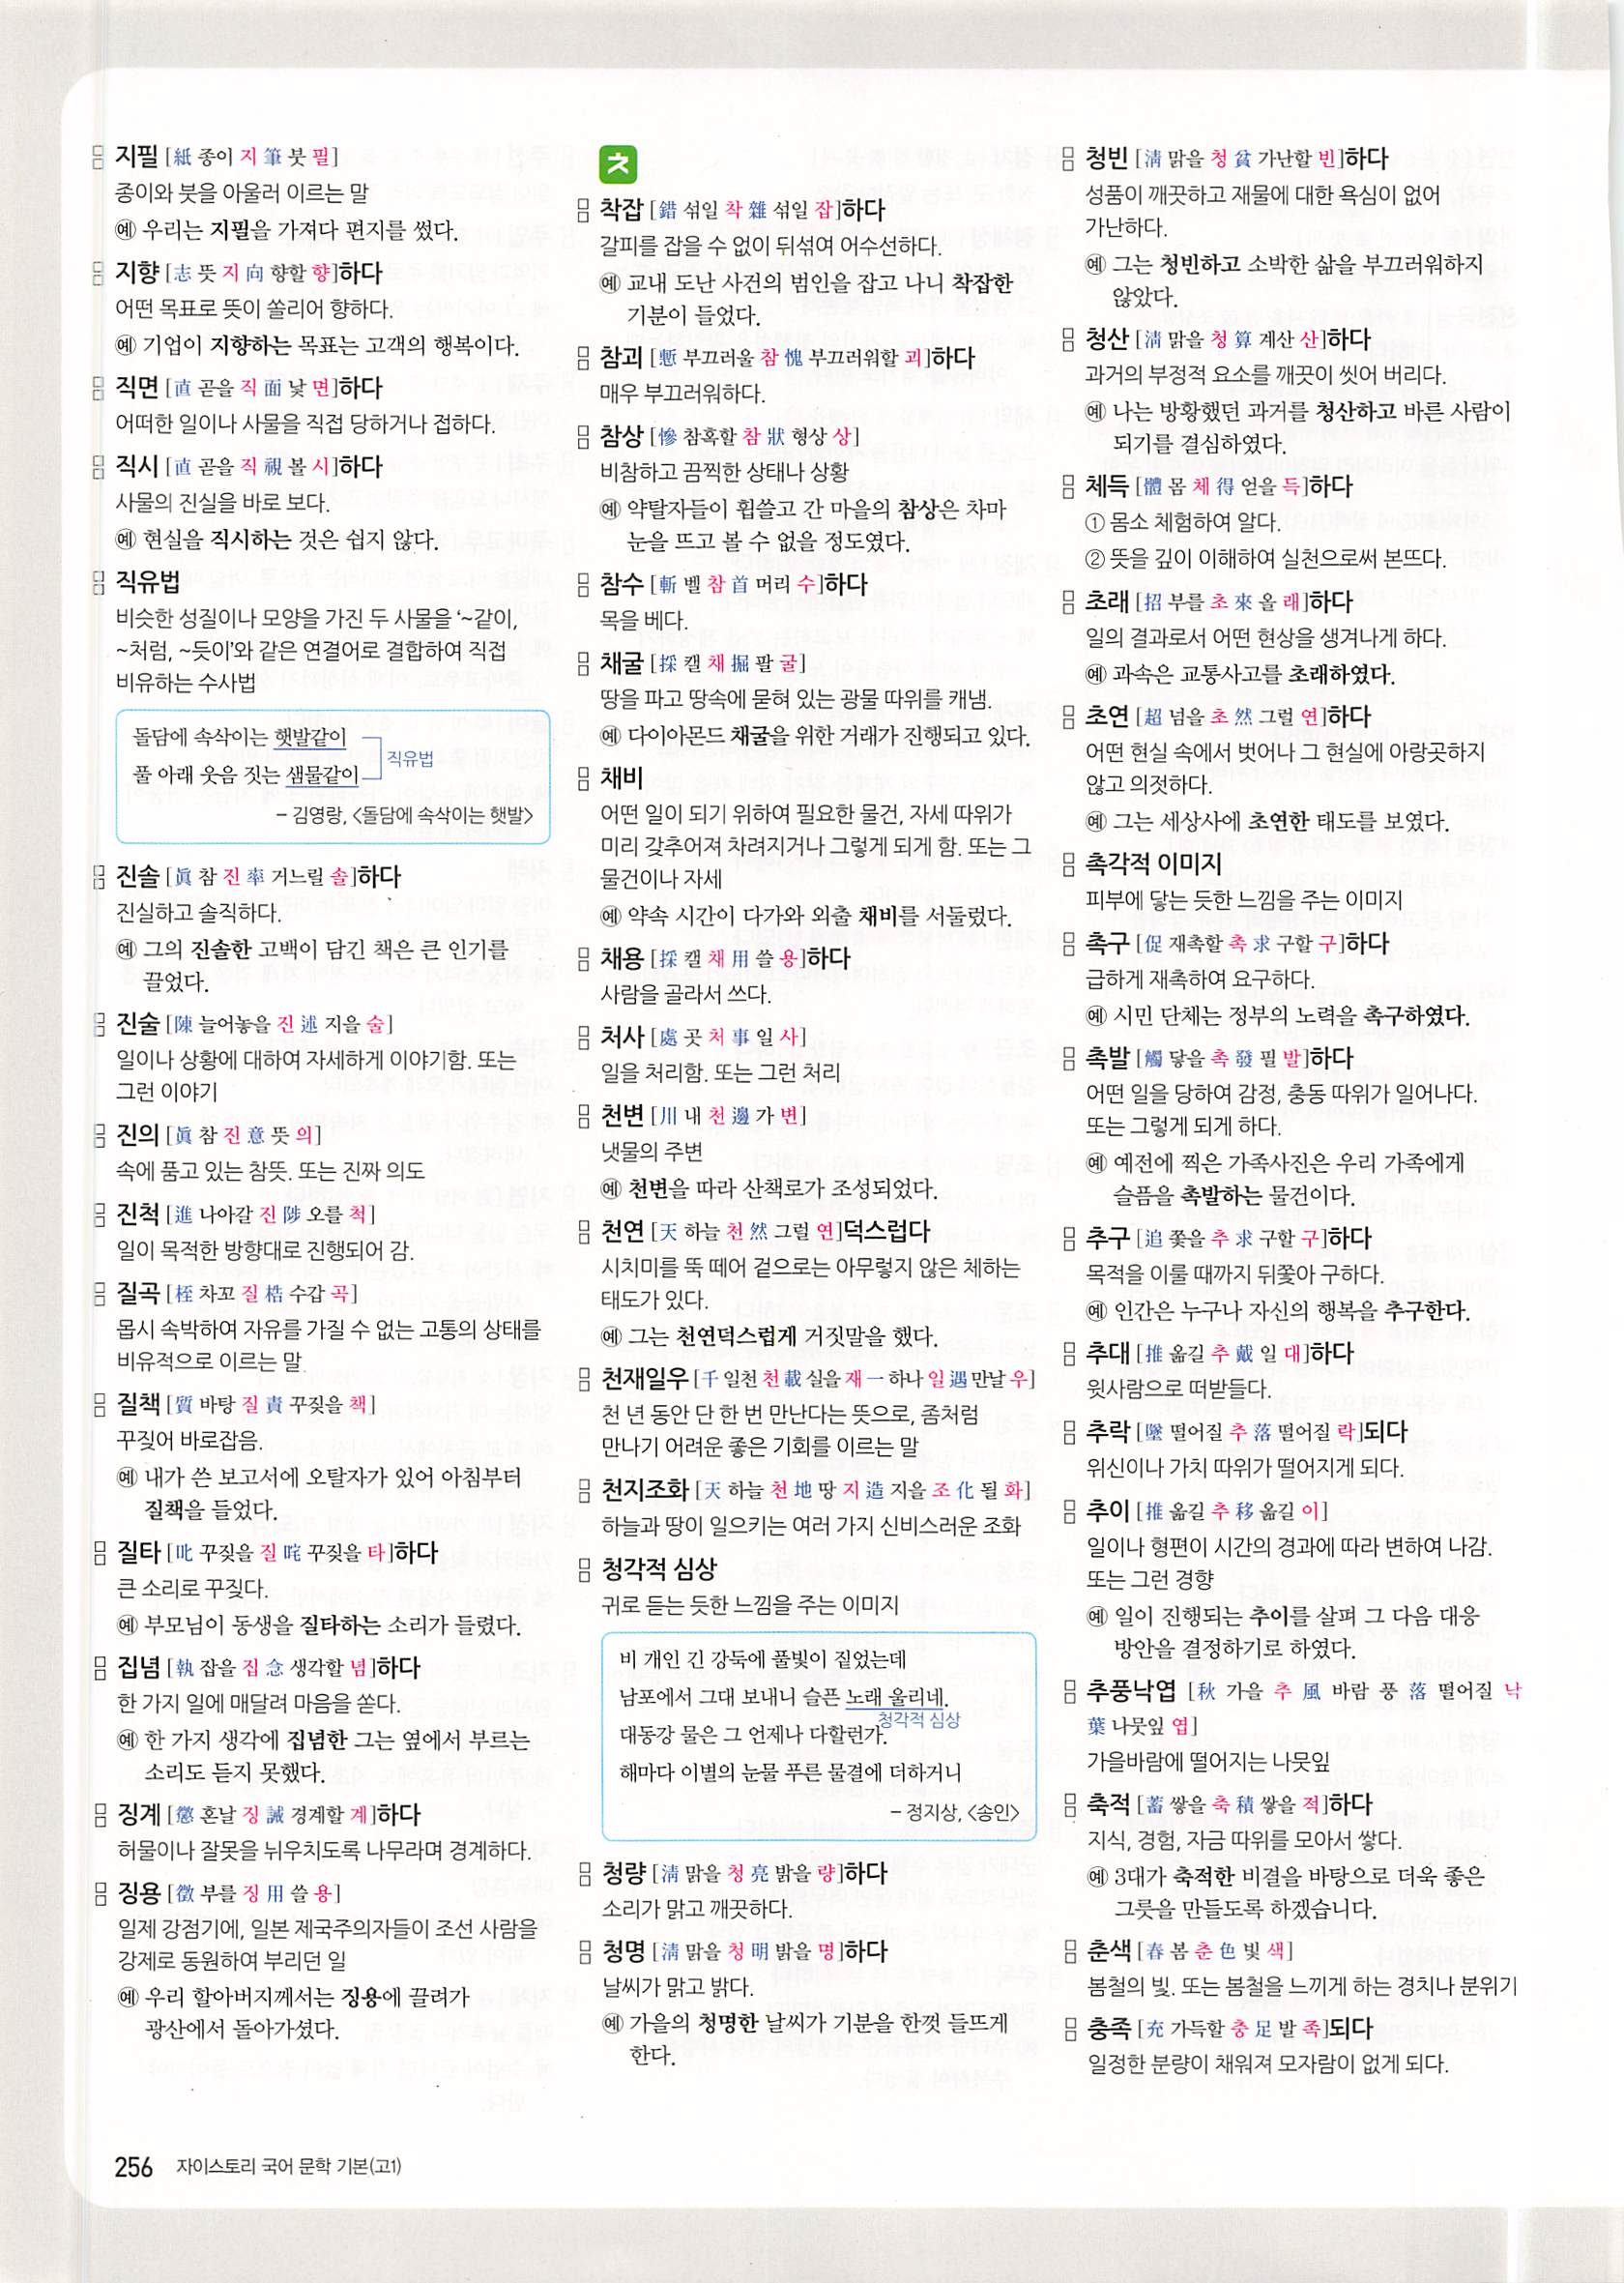 지필 [紙 종이 지 筆 붓 필]
종이와 붓을 아울러 이르는 말
예 우리는 지필을 가져다 편지를 썼다.
지향 [志 뜻 지 向 향할 향]하다
어떤 목표로 뜻이 쏠리어 향하다.
예 기업이 지향하는 목표는 고객의 행복이다.
직면 [直 곧을 직 面 낯 면]하다
어떠한 일이나 사물을 직접 당하거나 접하다.
직시 [直 곧을 직 視 볼 시]하다
사물의 진실을 바로 보다.
예 현실을 직시하는 것은 쉽지 않다.
직유법
비슷한 성질이나 모양을 가진 두 사물을 ‘~같이,
~처럼, ~듯이’와 같은 연결어로 결합하여 직접
비유하는 수사법
돌담에 속삭이는 햇발같이
풀 아래 웃음 짓는 샘물같이
직유법
– 김영랑, <돌담에 속삭이는 햇발>
진솔 [眞 참 진 率 거느릴 솔]하다
진실하고 솔직하다.
예 그의 진솔한 고백이 담긴 책은 큰 인기를
끌었다.
진술 [陳 늘어놓을 진 述 지을 술]
일이나 상황에 대하여 자세하게 이야기함. 또는
그런 이야기
진의 [眞 참 진 意 뜻 의]
속에 품고 있는 참뜻. 또는 진짜 의도
진척 [進 나아갈 진 陟 오를 척]
일이 목적한 방향대로 진행되어 감.
질곡 [桎 차꼬 질 梏 수갑 곡]
몹시 속박하여 자유를 가질 수 없는 고통의 상태를
비유적으로 이르는 말
질책 [質 바탕 질 責 꾸짖을 책]
꾸짖어 바로잡음.
예 내가 쓴 보고서에 오탈자가 있어 아침부터
질책을 들었다.
질타 [叱 꾸짖을 질 咤 꾸짖을 타]하다
큰 소리로 꾸짖다.
예 부모님이 동생을 질타하는 소리가 들렸다.
집념 [執 잡을 집 念 생각할 념]하다
한 가지 일에 매달려 마음을 쏟다.
예 한 가지 생각에 집념한 그는 옆에서 부르는
소리도 듣지 못했다.
징계 [懲 혼날 징 誡 경계할 계]하다
허물이나 잘못을 뉘우치도록 나무라며 경계하다.
징용 [徵 부를 징 用 쓸 용]
일제 강점기에, 일본 제국주의자들이 조선 사람을
강제로 동원하여 부리던 일
예 우리 할아버지께서는 징용에 끌려가
광산에서 돌아가셨다.
ㅊ
착잡 [錯 섞일 착 雜 섞일 잡]하다
갈피를 잡을 수 없이 뒤섞여 어수선하다.
예 교내 도난 사건의 범인을 잡고 나니 착잡한
기분이 들었다.
참괴 [慙 부끄러울 참 愧 부끄러워할 괴]하다
매우 부끄러워하다.
참상 [慘 참혹할 참 狀 형상 상]
비참하고 끔찍한 상태나 상황
예 약탈자들이 휩쓸고 간 마을의 참상은 차마
눈을 뜨고 볼 수 없을 정도였다.
참수 [斬 벨 참 首 머리 수]하다
목을 베다.
채굴 [採 캘 채 掘 팔 굴]
땅을 파고 땅속에 묻혀 있는 광물 따위를 캐냄.
예 다이아몬드 채굴을 위한 거래가 진행되고 있다.
채비
어떤 일이 되기 위하여 필요한 물건, 자세 따위가
미리 갖추어져 차려지거나 그렇게 되게 함. 또는 그
물건이나 자세
예 약속 시간이 다가와 외출 채비를 서둘렀다.
채용 [採 캘 채 用 쓸 용]하다
사람을 골라서 쓰다.
처사 [處 곳 처 事 일 사]
일을 처리함. 또는 그런 처리
천변 [川 내 천 邊 가 변]
냇물의 주변
예 천변을 따라 산책로가 조성되었다.
천연 [天 하늘 천 然 그럴 연]덕스럽다
시치미를 뚝 떼어 겉으로는 아무렇지 않은 체하는
태도가 있다.
예 그는 천연덕스럽게 거짓말을 했다.
천재일우 [千 일천 천 載 실을 재 一 하나 일 遇 만날 우]
천 년 동안 단 한 번 만난다는 뜻으로, 좀처럼
만나기 어려운 좋은 기회를 이르는 말
천지조화 [天 하늘 천 地 땅 지 造 지을 조 化 될 화]
하늘과 땅이 일으키는 여러 가지 신비스러운 조화
청각적 심상
귀로 듣는 듯한 느낌을 주는 이미지
비 개인 긴 강둑에 풀빛이 짙었는데
남포에서 그대 보내니 슬픈 노래 울리네.
청각적 심상
대동강 물은 그 언제나 다할런가.
해마다 이별의 눈물 푸른 물결에 더하거니
– 정지상, <송인>
청량 [淸 맑을 청 亮 밝을 량]하다
소리가 맑고 깨끗하다.
청명 [淸 맑을 청 明 밝을 명]하다
날씨가 맑고 밝다.
예 가을의 청명한 날씨가 기분을 한껏 들뜨게
한다.
청빈 [淸 맑을 청 貧 가난할 빈]하다
성품이 깨끗하고 재물에 대한 욕심이 없어
가난하다.
예 그는 청빈하고 소박한 삶을 부끄러워하지
않았다.
청산 [淸 맑을 청 算 계산 산]하다
과거의 부정적 요소를 깨끗이 씻어 버리다.
예 나는 방황했던 과거를 청산하고 바른 사람이
되기를 결심하였다.
체득 [體 몸 체 得 얻을 득]하다
① 몸소 체험하여 알다.
② 뜻을 깊이 이해하여 실천으로써 본뜨다.
초래 [招 부를 초 來 올 래]하다
일의 결과로서 어떤 현상을 생겨나게 하다.
예 과속은 교통사고를 초래하였다.
초연 [超 넘을 초 然 그럴 연]하다
어떤 현실 속에서 벗어나 그 현실에 아랑곳하지
않고 의젓하다.
예 그는 세상사에 초연한 태도를 보였다.
촉각적 이미지
피부에 닿는 듯한 느낌을 주는 이미지
촉구 [促 재촉할 촉 求 구할 구]하다
급하게 재촉하여 요구하다.
예 시민 단체는 정부의 노력을 촉구하였다.
촉발 [觸 닿을 촉 發 필 발]하다
어떤 일을 당하여 감정, 충동 따위가 일어나다.
또는 그렇게 되게 하다.
예 예전에 찍은 가족사진은 우리 가족에게
슬픔을 촉발하는 물건이다.
추구 [追 쫓을 추 求 구할 구]하다
목적을 이룰 때까지 뒤쫓아 구하다.
예 인간은 누구나 자신의 행복을 추구한다.
추대 [推 옮길 추 戴 일 대]하다
윗사람으로 떠받들다.
추락 [墜 떨어질 추 落 떨어질 락]되다
위신이나 가치 따위가 떨어지게 되다.
추이 [推 옮길 추 移 옮길 이]
일이나 형편이 시간의 경과에 따라 변하여 나감.
또는 그런 경향
예 일이 진행되는 추이를 살펴 그 다음 대응
방안을 결정하기로 하였다.
추풍낙엽 [秋 가을 추 風 바람 풍 落 떨어질 낙
葉 나뭇잎 엽]
가을바람에 떨어지는 나뭇잎
축적 [蓄 쌓을 축 積 쌓을 적]하다
지식, 경험, 자금 따위를 모아서 쌓다.
예 3대가 축적한 비결을 바탕으로 더욱 좋은
그릇을 만들도록 하겠습니다.
춘색 [春 봄 춘 色 빛 색]
봄철의 빛. 또는 봄철을 느끼게 하는 경치나 분위기
충족 [充 가득할 충 足 발 족]되다
일정한 분량이 채워져 모자람이 없게 되다.
256 자이스토리 국어 문학 기본(고1)